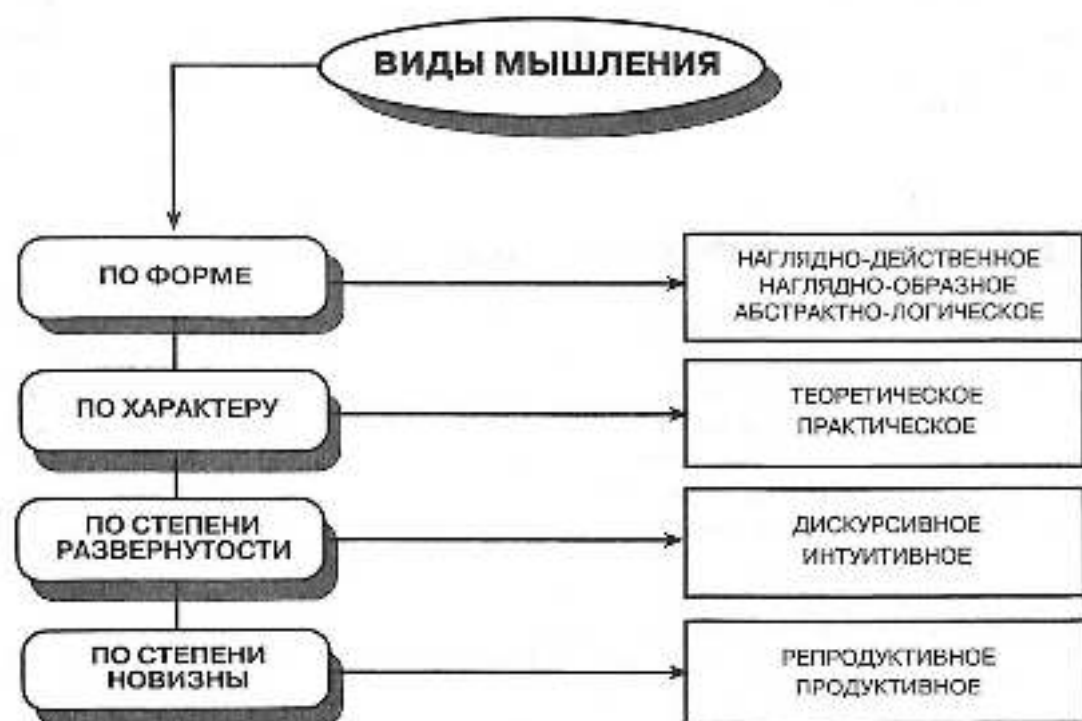 ВИДЫ МЫШЛЕНИЯ
ПО ФОРМЕ
НАГЛЯДНО-ДЕЙСТВЕННОЕ
НАГЛЯДНО-ОБРАЗНОЕ
АБСТРАКТНО-ЛОГИЧЕСКОЕ
ПО ХАРАКТЕРУ
ТЕОРЕТИЧЕСКОЕ
ПРАКТИЧЕСКОЕ
ПО СТЕПЕНИ
РАЗВЕРНУТОСТИ
ДИСКУРСИВНОЕ
ИНТУИТИВНОЕ
ПО СТЕПЕНИ
НОВИЗНЫ
РЕПРОДУКТИВНОЕ
ПРОДУКТИВНОЕ